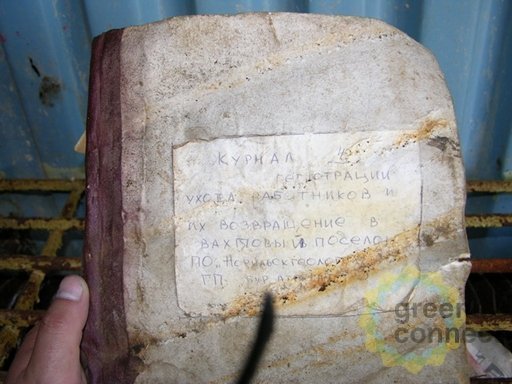 ЖУРНАЛ
РЕГИСТРАЦИИ
УХОДА РАБОТНИКОВ И
ИХ ВОЗВРАЩЕНИЕ В
ВАХТОВЫЙ ПОСЕЛОК
ПО. Норильскгеология
ГП.
green
connect